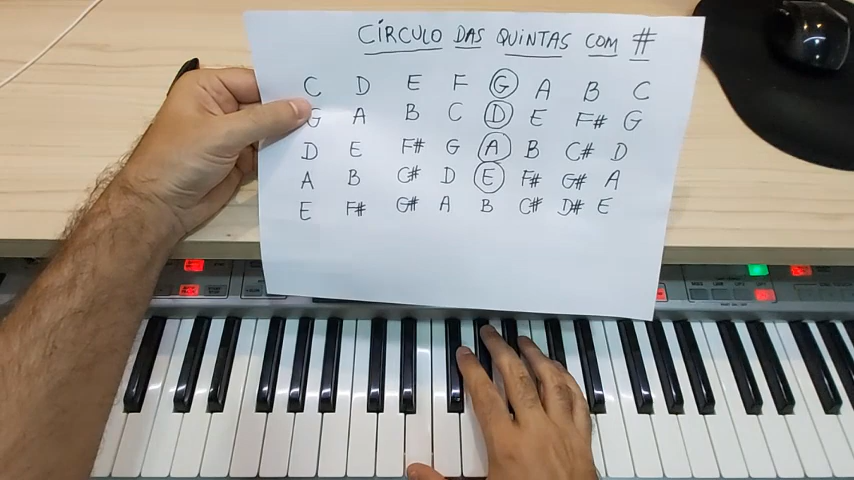 CÍRCULO DAS QUINTAS COM #
C D E F G A B C
G A B C D E F# G
D E F# G A B C# D
A B C# D E F# G# A
E F# G# A B C# D# E